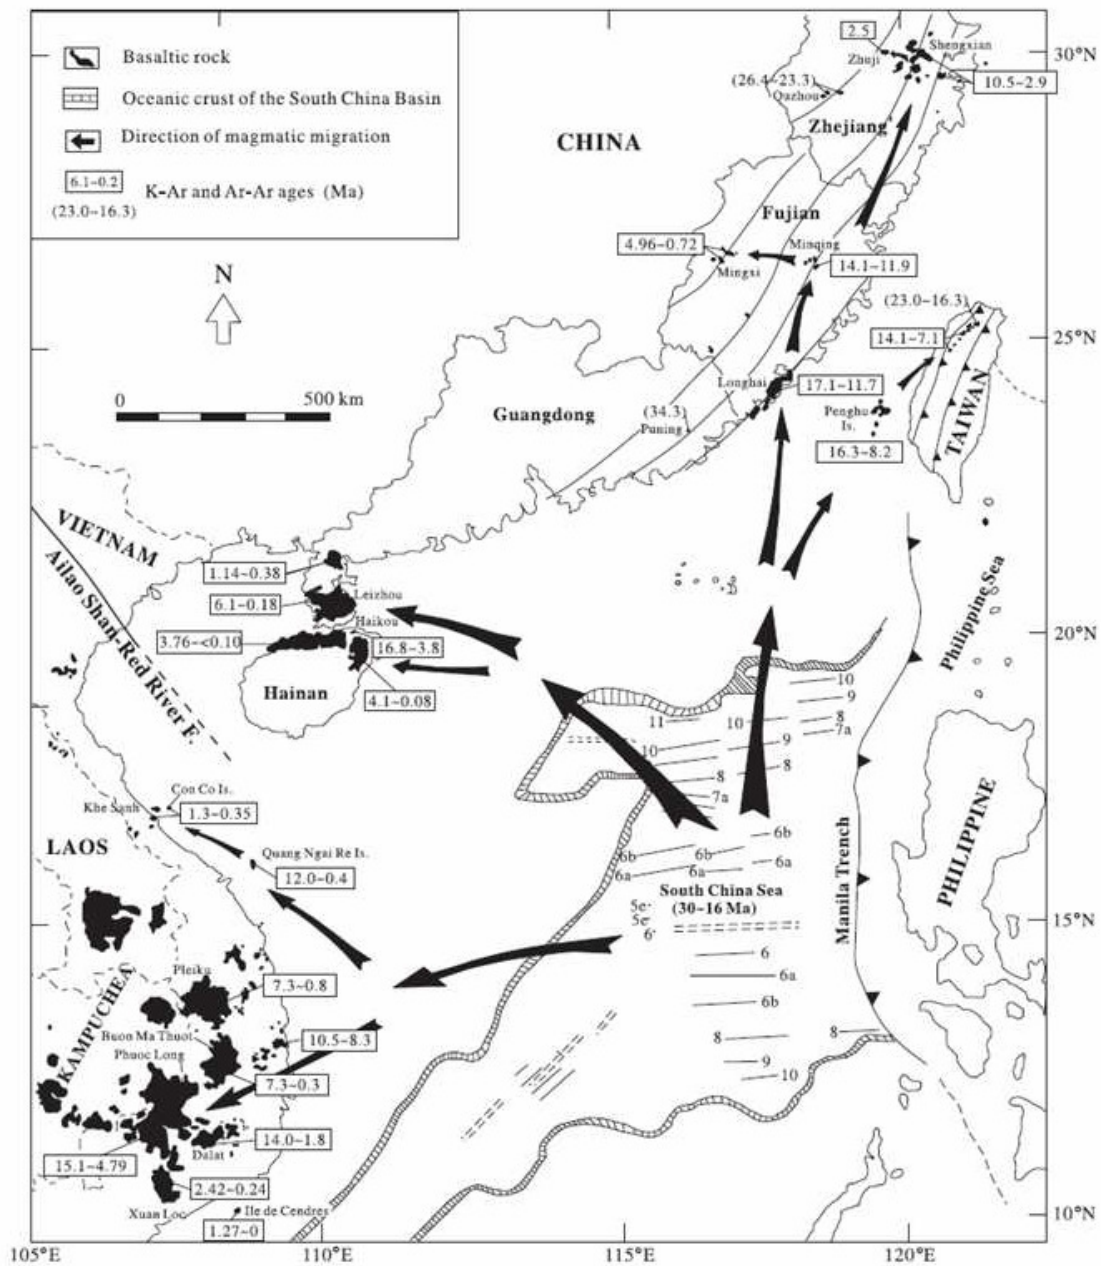 Basaltic rock
Oceanic crust of the South China Basin
Direction of magmatic migration
6.1-0.2
(23.0-16.3)
K-Ar and Ar-Ar ages (Ma)
N
0
500 km
CHINA
2.5
Zhuji
Shengxian
30°N
10.5-2.9
(26.4-23.3)
Quzhou
Zhejiang
Fujian
4.96-0.72
Mingxi
Minqing
14.1-11.9
(23.0-16.3)
14.1-7.1
25°N
Longhai
17.1-11.7
Guangdong
(34.3)
Puning
Penghu
Is.
16.3-8.2
TAIWAN
VIETNAM
Ailao Shan-Red River F.
1.14-0.38
6.1-0.18
Leizhou
Haikou
3.76-<0.10
16.8-3.8
4.1-0.08
Hainan
20°N
Philippine Sea
10
9
11
10
8
7a
10
9
8
8
7a
Con Co Is.
Khe Sanh
1.3-0.35
LAOS
Quang Ngai Re Is.
12.0-0.4
6b
6b
6b
6a
6a
6a
South China Sea
(30-16 Ma)
5e
5e
6
Manila Trench
PHILIPPINE
15°N
6
6a
6b
8
8
9
10
Pleiku
7.3-0.8
KAMPUCHEA
Buon Ma Thuot
10.5-8.3
Phuoc Long
7.3-0.3
14.0-1.8
Dalat
15.1-4.79
2.42-0.24
Xuan Loc
Ile de Cendres
1.27-0
10°N
105°E
110°E
115°E
120°E